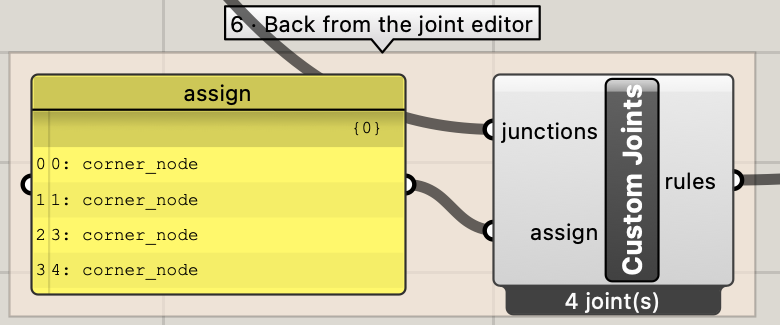 6 · Back from the joint editor
assign
{0}
0 0: corner_node
1 1: corner_node
2 3: corner_node
3 4: corner_node
junctions
assign
Custom Joints
rules
4 joint(s)